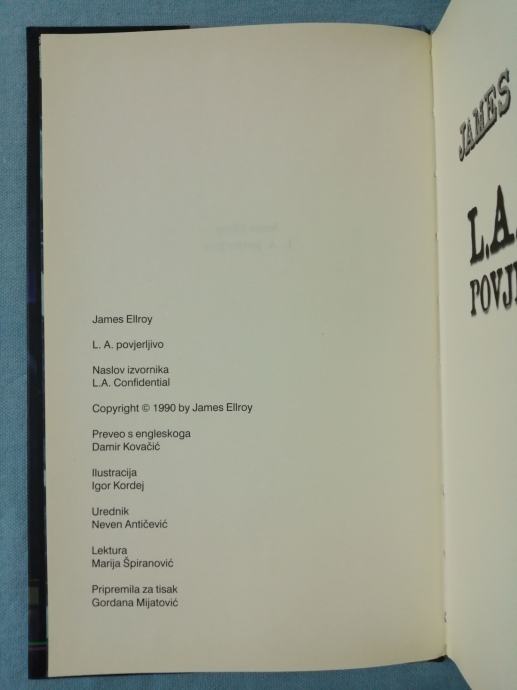 James Ellroy
L. A. povjerljivo
Naslov izvornika
L.A. Confidential
Copyright © 1990 by James Ellroy
Preveo s engleskoga
Damir Kovačić
Ilustracija
Igor Kordej
Urednik
Neven Antičević
Lektura
Marija Špiranović
Pripremila za tisak
Gordana Mijatović
JAMES
L.A.